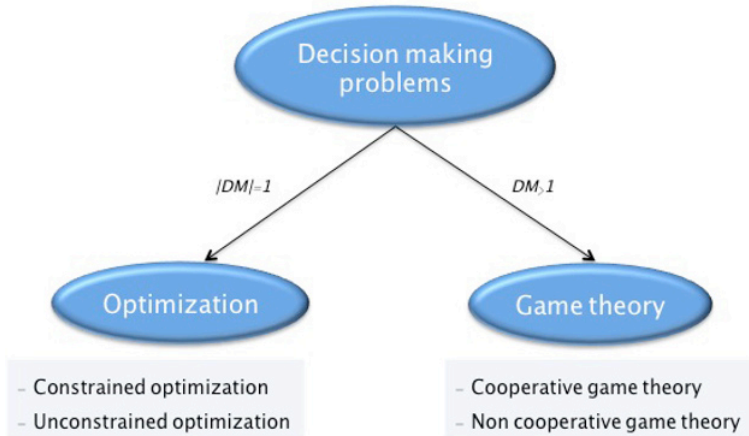 Decision making
problems
|DM|=1
DM>1
Optimization
Game theory
- Constrained optimization
- Unconstrained optimization
- Cooperative game theory
- Non cooperative game theory